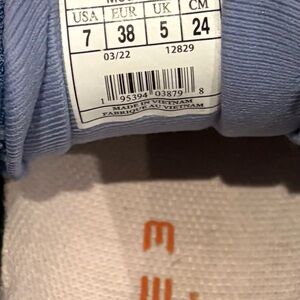 USA EUR UK CM
7 38 5 24
03/22 12829
1 95394 03879 8
MADE IN VIETNAM
FABRIQUE AU VIETNAM